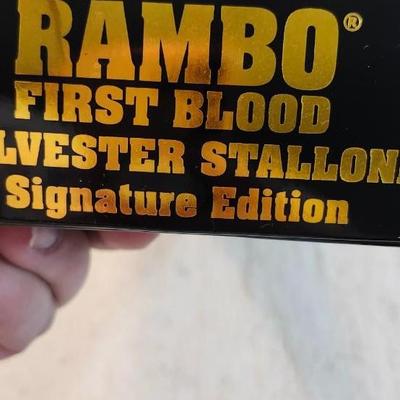 RAMBO®
FIRST BLOOD
LVESTER STALLON
Signature Edition